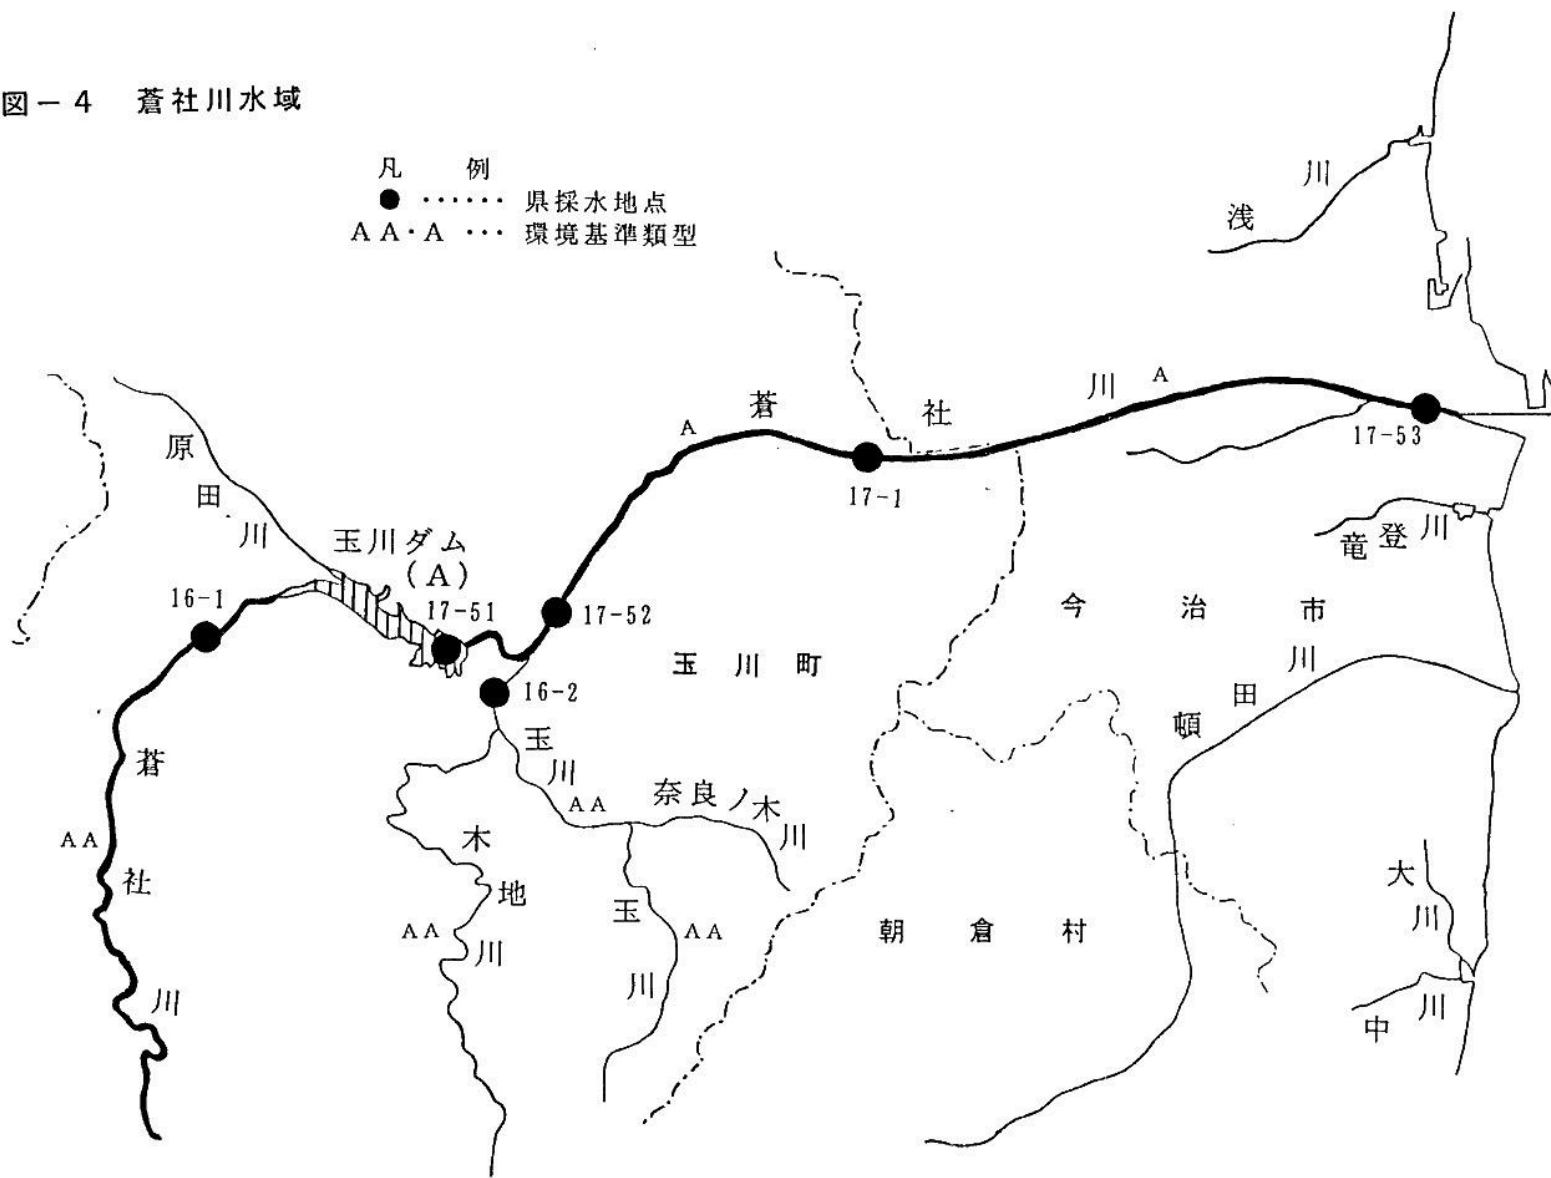 図－4 蒼社川水域
凡 例
● ‥‥‥ 県採水地点
AA・A … 環境基準類型
浅川
蒼社川
A
A
17-53
17-1
原田川
玉川ダム
(A)
竜登川
16-1
17-51
17-52
今治市
玉川町
16-2
頓田川
玉川
AA
奈良ノ木川
蒼社川
AA
木地川
AA
玉川
AA
朝倉村
大川
中川